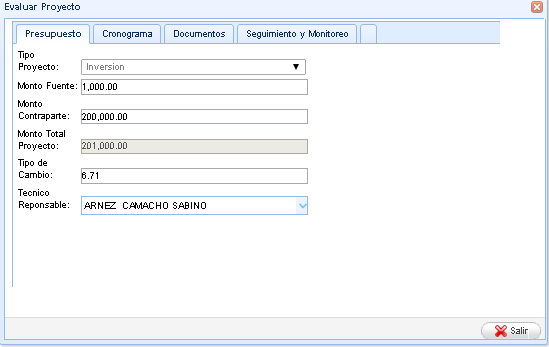 Evaluar Proyecto
Presupuesto Cronograma Documentos Seguimiento y Monitoreo
Tipo
Proyecto: Inversion
Monto Fuente: 1,000.00
Monto
Contraparte: 200,000.00
Monto Total
Proyecto: 201,000.00
Tipo de
Cambio: 6.71
Tecnico
Reponsable: ARNEZ CAMACHO SABINO
Salir